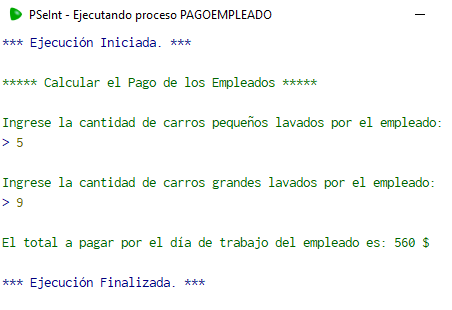 PSeInt - Ejecutando proceso PAGOEMPLEADO
*** Ejecución Iniciada. ***
***** Calcular el Pago de los Empleados *****
Ingrese la cantidad de carros pequeños lavados por el empleado:
> 5
Ingrese la cantidad de carros grandes lavados por el empleado:
> 9
El total a pagar por el día de trabajo del empleado es: 560 $
*** Ejecución Finalizada. ***